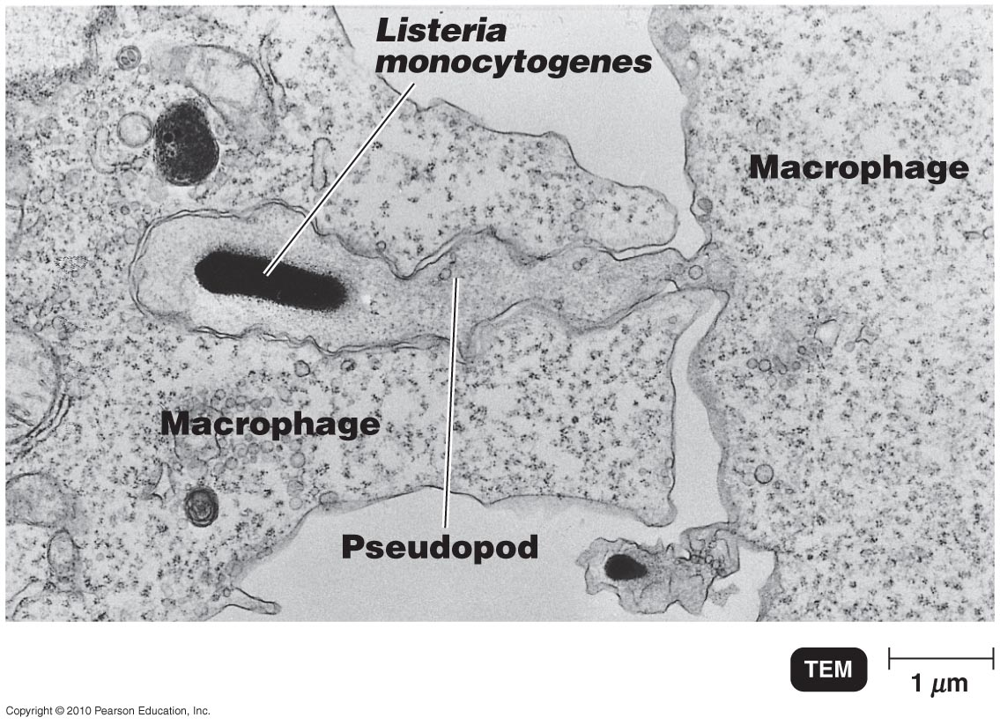 Listeria
monocytogenes
Macrophage
Macrophage
Pseudopod
TEM
1 μm
Copyright © 2010 Pearson Education, Inc.